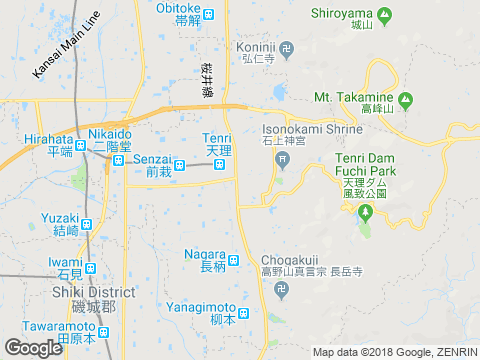 Obitoke
帯解
Shiroyama
城山
Kansai Main Line
Koninji
弘仁寺
桜井線
Mt. Takamine
高峰山
Hirahata
平端
Nikaido
二階堂
Tenri
天理
Isonokami Shrine
石上神宮
Senzai
前栽
Tenri Dam
Fuchi Park
天理ダム
風致公園
Yuzaki
結崎
Iwami
石見
Nagara
長柄
Chogakuji
高野山真言宗 長岳寺
Shiki District
磯城郡
Yanagimoto
柳本
Tawaramoto
田原本
Google
Map data ©2018 Google, ZENRIN